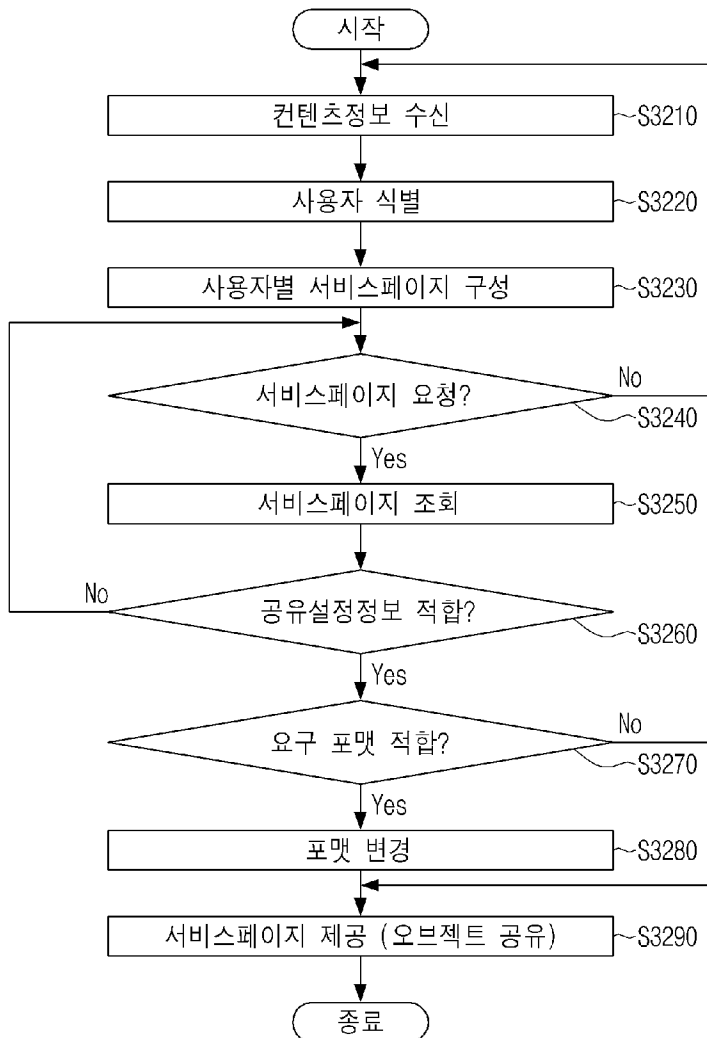 시작
컨텐츠정보 수신
S3210
사용자 식별
S3220
사용자별 서비스페이지 구성
S3230
서비스페이지 요청?
No
S3240
Yes
서비스페이지 조회
S3250
No
공유설정정보 적합?
S3260
Yes
요구 포맷 적합?
No
S3270
Yes
포맷 변경
S3280
서비스페이지 제공 (오브젝트 공유)
S3290
종료